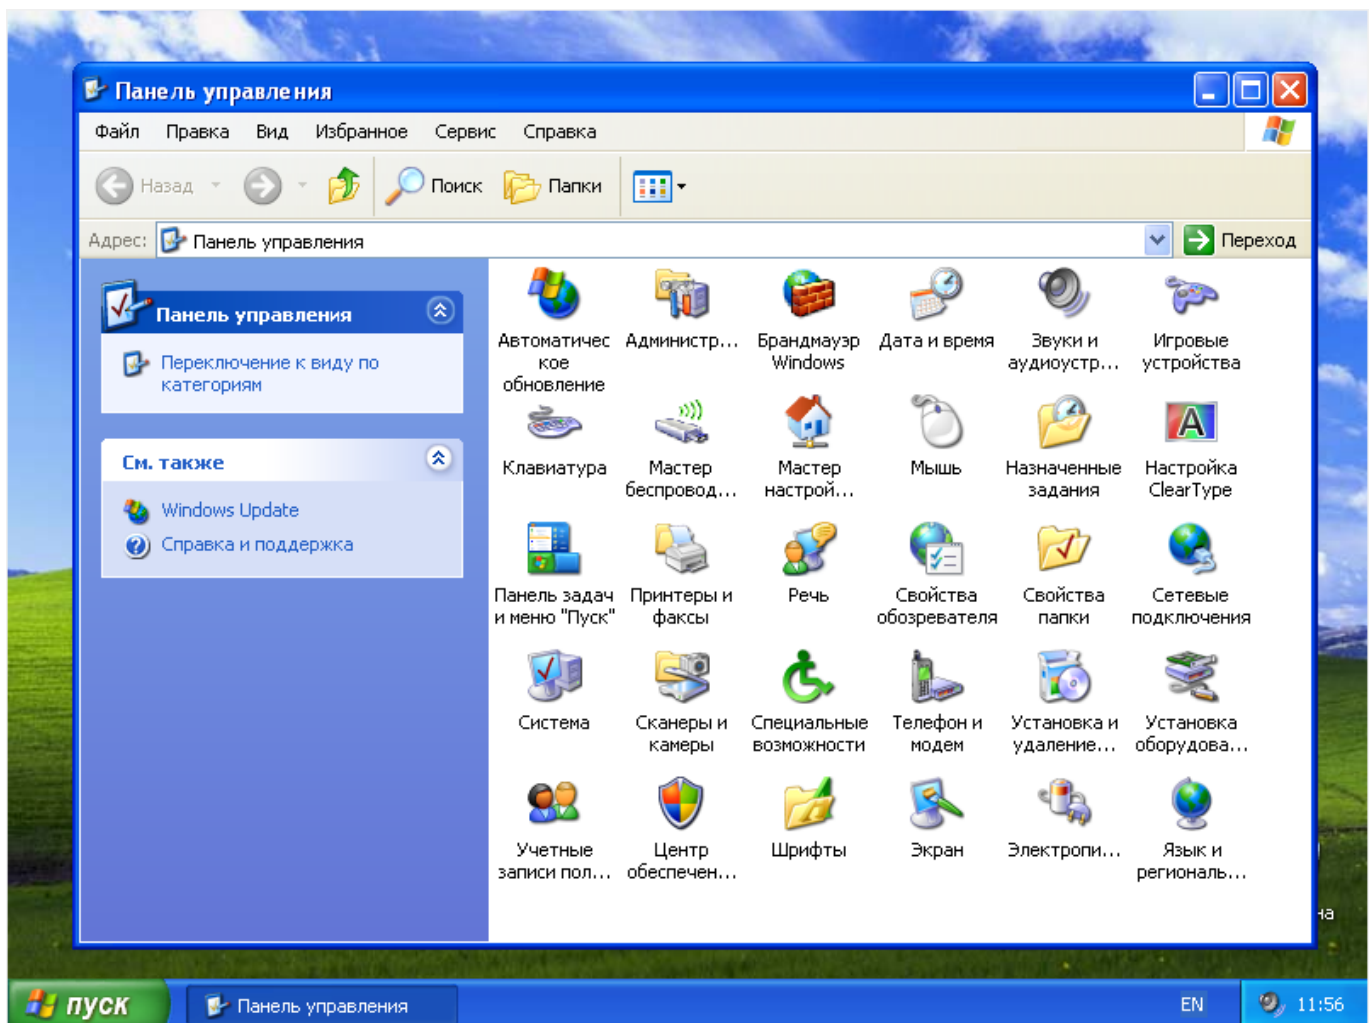 Панель управления
Файл Правка Вид Избранное Сервис Справка
Назад Поиск Папки
Адрес: Панель управления Переход
Панель управления
Переключение к виду по
категориям
См. также
Windows Update
Справка и поддержка
Автоматичес
кое
обновление
Администр...
Брандмауэр
Windows
Дата и время
Звуки и
аудиоустр...
Игровые
устройства
Клавиатура
Мастер
беспровод...
Мастер
настрой...
Мышь
Назначенные
задания
Настройка
ClearType
Панель задач
и меню "Пуск"
Принтеры и
факсы
Речь
Свойства
обозревателя
Свойства
папки
Сетевые
подключения
Система
Сканеры и
камеры
Специальные
возможности
Телефон и
модем
Установка и
удаление...
Установка
оборудова...
Учетные
записи пол...
Центр
обеспечен...
Шрифты
Экран
Электропи...
Язык и
региональ...
на
пуск Панель управления EN 11:56